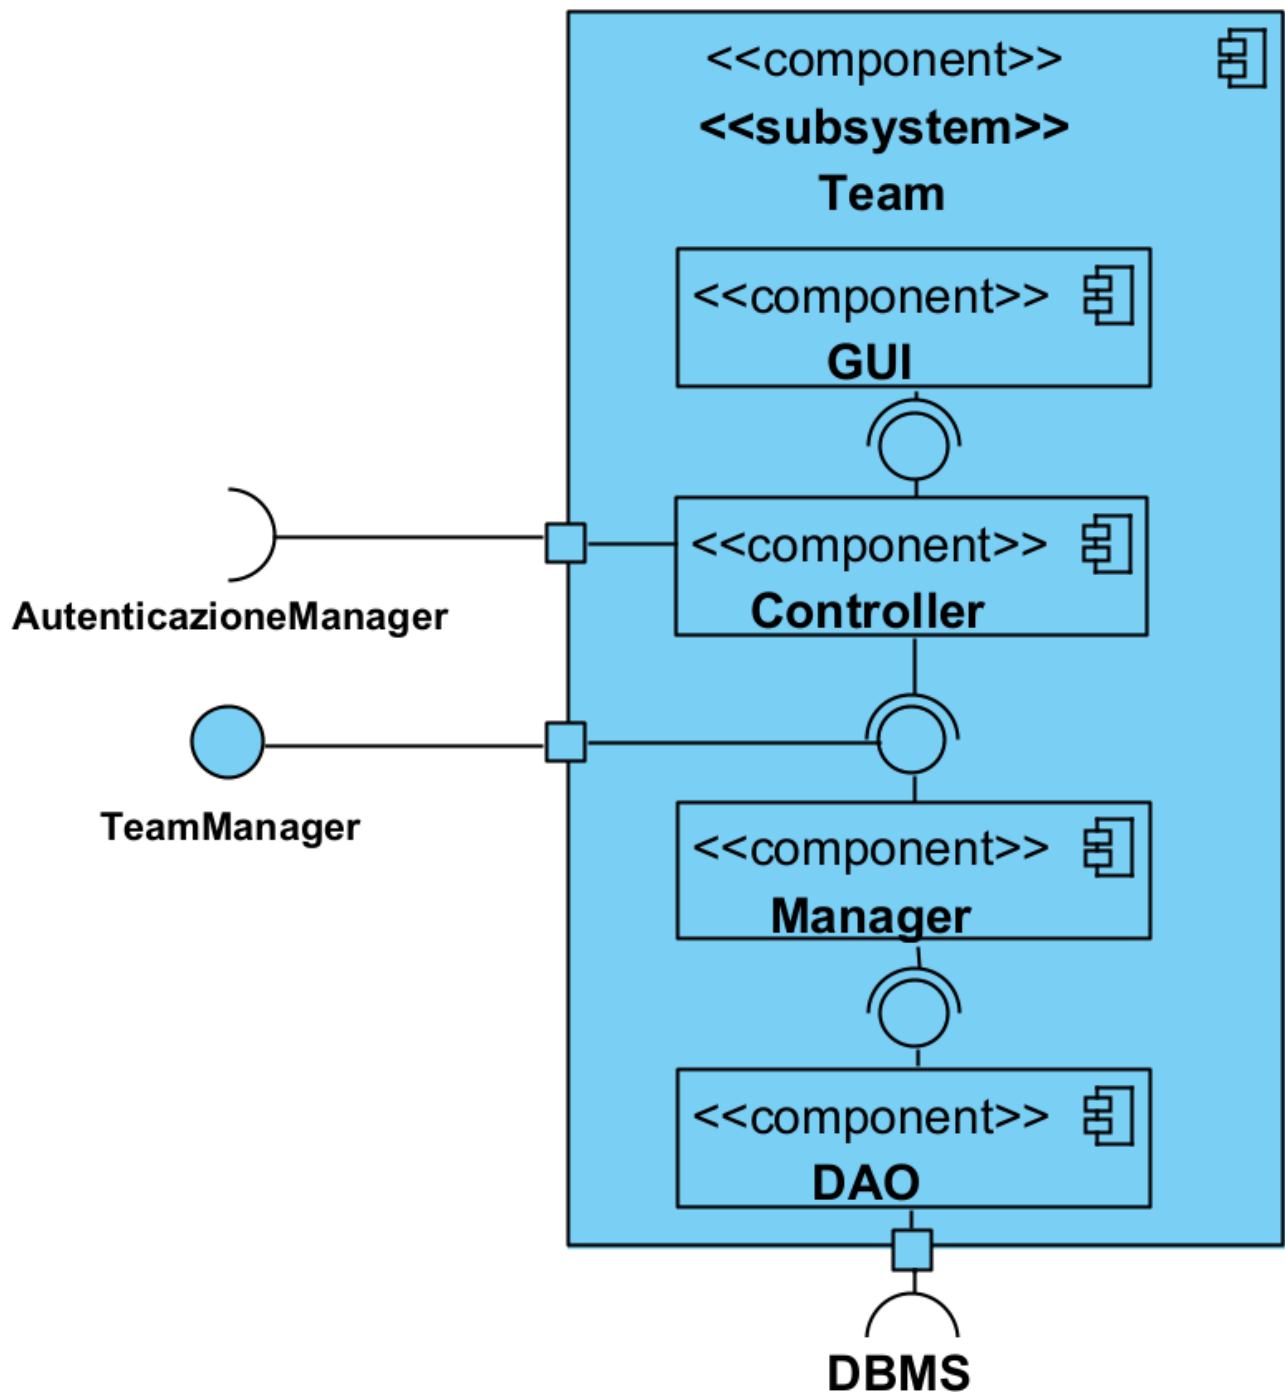 <<component>>
<<subsystem>>
Team
<<component>>
GUI
<<component>>
Controller
AutenticazioneManager
TeamManager
<<component>>
Manager
<<component>>
DAO
DBMS